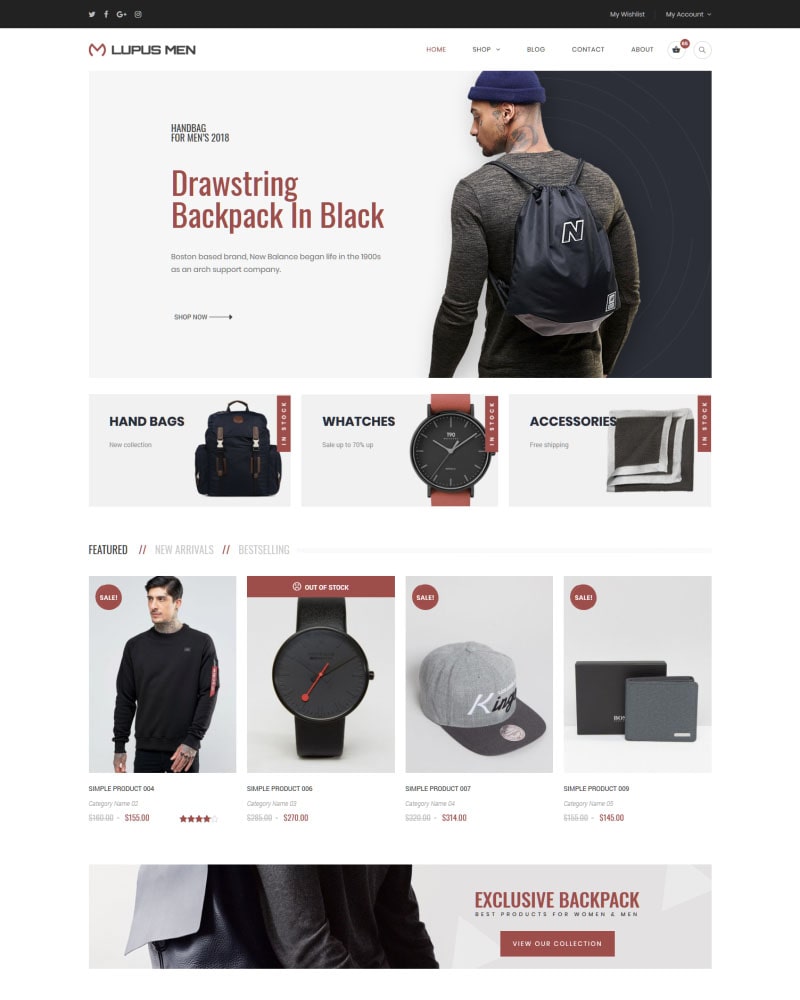 My Wishlist
My Account
LUPUS MEN
HOME
SHOP
BLOG
CONTACT
ABOUT
HANDBAG
FOR MEN'S 2018
Drawstring
Backpack In Black
Boston based brand, New Balance began life in the 1900s
as an arch support company.
SHOP NOW
N
HAND BAGS
New collection
IN STOCK
WHATCHES
Sale up to 70% up
IN STOCK
ACCESSORIES
Free shipping
IN STOCK
FEATURED // NEW ARRIVALS // BESTSELLING
SALE!
OUT OF STOCK
SALE!
Kings
SALE!
SIMPLE PRODUCT 004
Category Name 02
$160.00 - $155.00
SIMPLE PRODUCT 006
Category Name 03
$285.00 - $270.00
SIMPLE PRODUCT 007
Category Name 04
$320.00 - $314.00
SIMPLE PRODUCT 009
Category Name 05
$155.00 - $145.00
EXCLUSIVE BACKPACK
BEST PRODUCTS FOR WOMEN & MEN
VIEW OUR COLLECTION